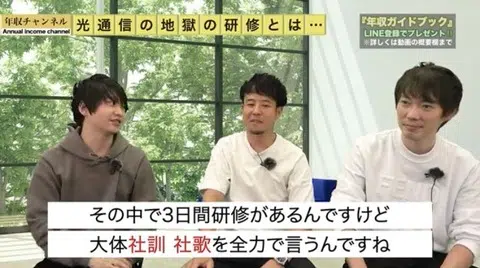 年収チャンネル
Annual income channel
光通信の地獄の研修とは…
『年収ガイドブック』
LINE登録でプレゼント!!
※詳しくは動画の概要欄まで
その中で3日間研修があるんですけど
大体社訓 社歌を全力で言うんですね